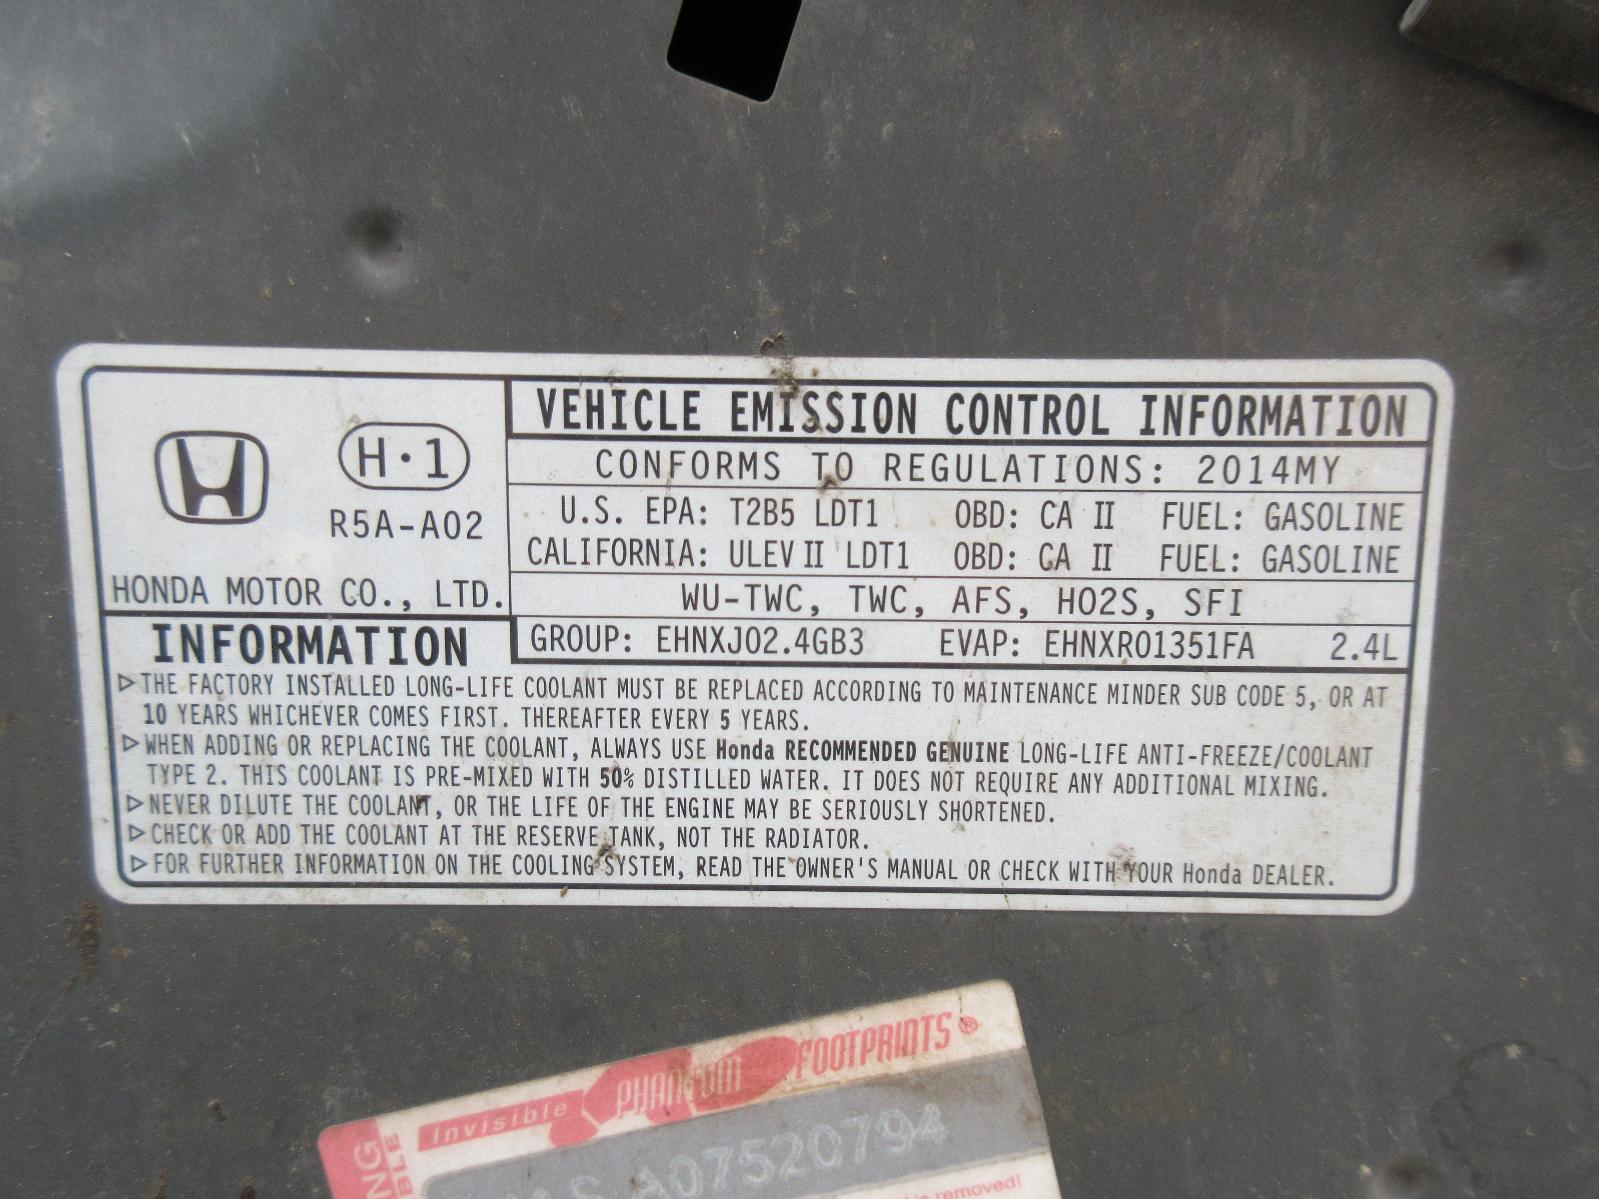 H·1
R5A-A02
HONDA MOTOR CO., LTD.
VEHICLE EMISSION CONTROL INFORMATION
CONFORMS TO REGULATIONS: 2014MY
U.S. EPA: T2B5 LDT1 OBD: CA II FUEL: GASOLINE
CALIFORNIA: ULEV II LDT1 OBD: CA II FUEL: GASOLINE
WU-TWC, TWC, AFS, HO2S, SFI
GROUP: EHNXJ02.4GB3 EVAP: EHNXR01351FA 2.4L
INFORMATION
▷THE FACTORY INSTALLED LONG-LIFE COOLANT MUST BE REPLACED ACCORDING TO MAINTENANCE MINDER SUB CODE 5, OR AT
10 YEARS WHICHEVER COMES FIRST. THEREAFTER EVERY 5 YEARS.
▷WHEN ADDING OR REPLACING THE COOLANT, ALWAYS USE Honda RECOMMENDED GENUINE LONG-LIFE ANTI-FREEZE/COOLANT
TYPE 2. THIS COOLANT IS PRE-MIXED WITH 50% DISTILLED WATER. IT DOES NOT REQUIRE ANY ADDITIONAL MIXING.
▷NEVER DILUTE THE COOLANT, OR THE LIFE OF THE ENGINE MAY BE SERIOUSLY SHORTENED.
▷CHECK OR ADD THE COOLANT AT THE RESERVE TANK, NOT THE RADIATOR.
▷FOR FURTHER INFORMATION ON THE COOLING SYSTEM, READ THE OWNER'S MANUAL OR CHECK WITH YOUR Honda DEALER.
Invisible PHANTOM FOOTPRINTS®
A07520794
removed!